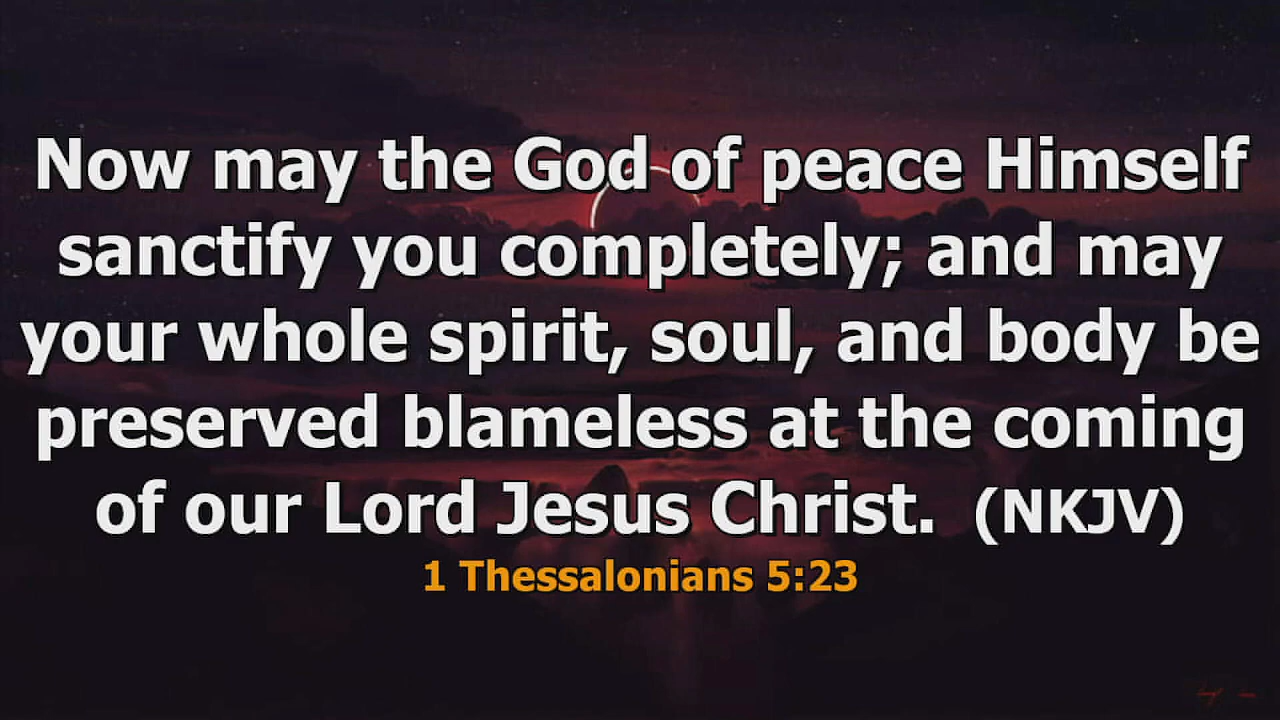 Now may the God of peace Himself
sanctify you completely; and may
your whole spirit, soul, and body be
preserved blameless at the coming
of our Lord Jesus Christ.  (NKJV)
1 Thessalonians 5:23